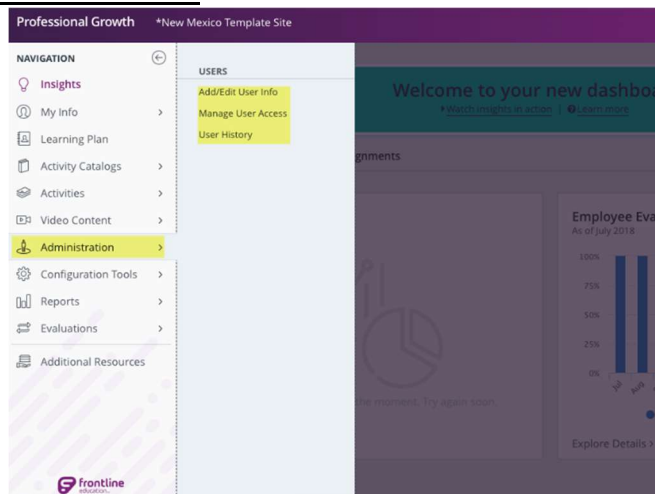 Professional Growth *New Mexico Template Site
NAVIGATION
Insights
My Info
Learning Plan
Activity Catalogs
Activities
Video Content
Administration
Configuration Tools
Reports
Evaluations
Additional Resources
frontline
education
USERS
Add/Edit User Info
Manage User Access
User History
Welcome to your new dashboa
Watch insights in action | Learn more
gnments
the moment. Try again soon.
Employee Eva
As of July 2018
100%
75%
50%
25%
0%
Jul
Aug
Explore Details >